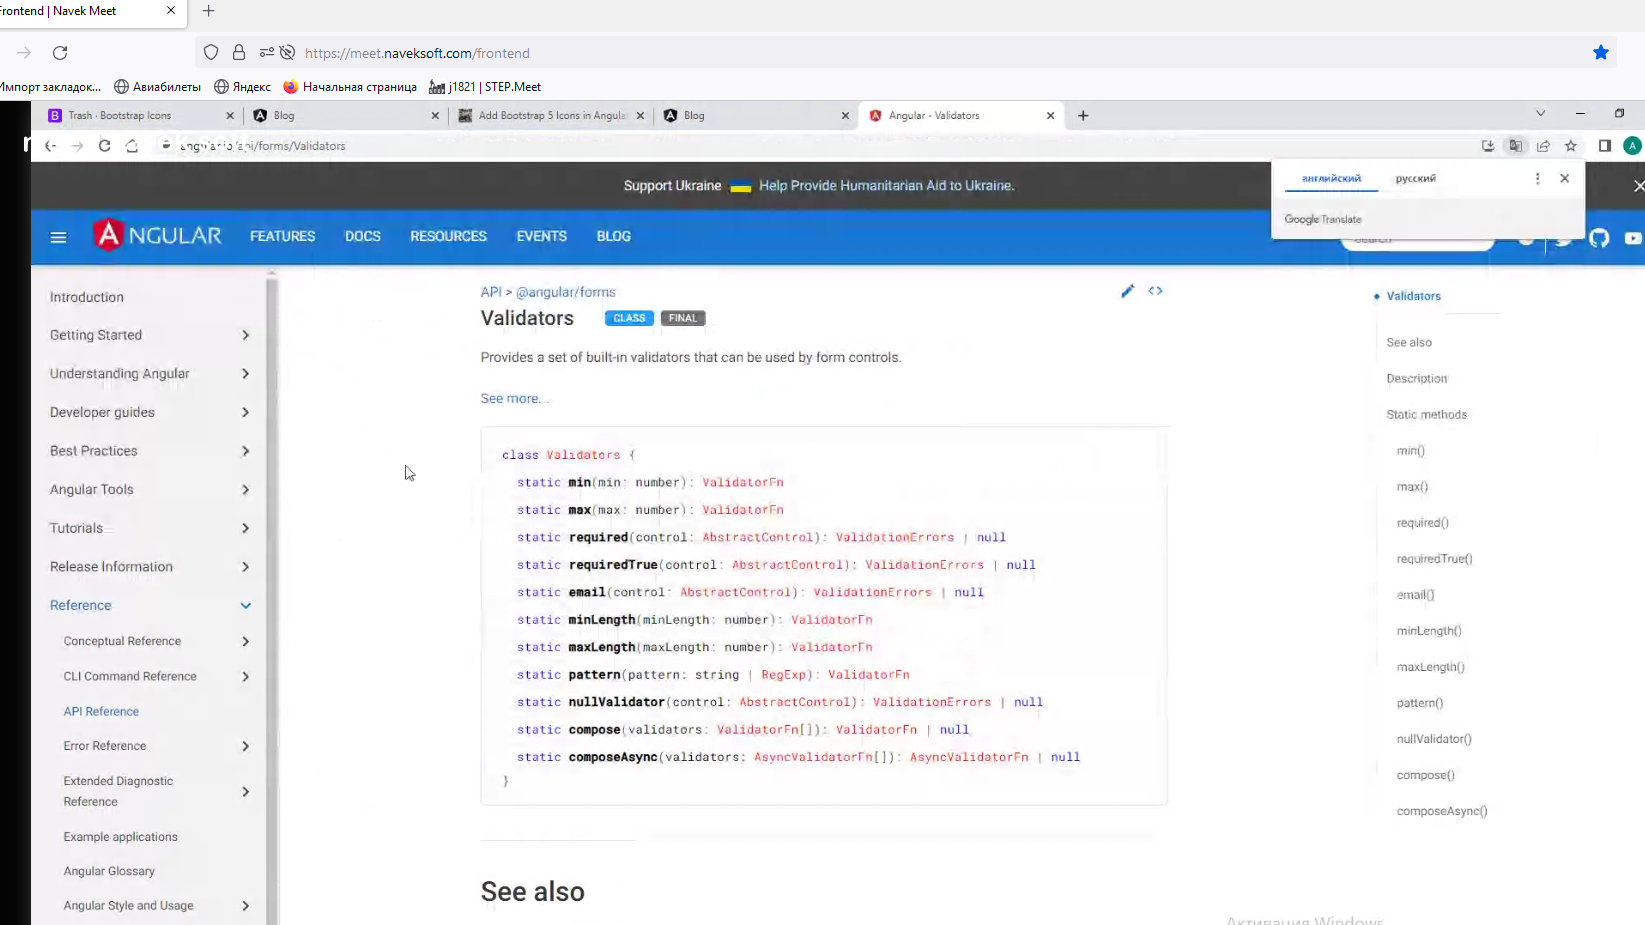 Frontend | Navek Meet
https://meet.naveksoft.com/frontend
Импорт закладок...
Авиабилеты
Яндекс
Начальная страница
j1821 | STEP.Meet
Trash · Bootstrap Icons
Blog
Add Bootstrap 5 Icons in Angular
Blog
Angular - Validators
angular.io/api/forms/Validators
A
Support Ukraine
Help Provide Humanitarian Aid to Ukraine.
английский
русский
Google Translate
ANGULAR
FEATURES
DOCS
RESOURCES
EVENTS
BLOG
Search
Introduction
Getting Started
Understanding Angular
Developer guides
Best Practices
Angular Tools
Tutorials
Release Information
Reference
Conceptual Reference
CLI Command Reference
API Reference
Error Reference
Extended Diagnostic
Reference
Example applications
Angular Glossary
Angular Style and Usage
API > @angular/forms
Validators CLASS FINAL
Provides a set of built-in validators that can be used by form controls.
See more...
class Validators {
static min(min: number): ValidatorFn
static max(max: number): ValidatorFn
static required(control: AbstractControl): ValidationErrors | null
static requiredTrue(control: AbstractControl): ValidationErrors | null
static email(control: AbstractControl): ValidationErrors | null
static minLength(minLength: number): ValidatorFn
static maxLength(maxLength: number): ValidatorFn
static pattern(pattern: string | RegExp): ValidatorFn
static nullValidator(control: AbstractControl): ValidationErrors | null
static compose(validators: ValidatorFn[]): ValidatorFn | null
static composeAsync(validators: AsyncValidatorFn[]): AsyncValidatorFn | null
}
See also
Validators
See also
Description
Static methods
min()
max()
required()
requiredTrue()
email()
minLength()
maxLength()
pattern()
nullValidator()
compose()
composeAsync()
Активация Windows